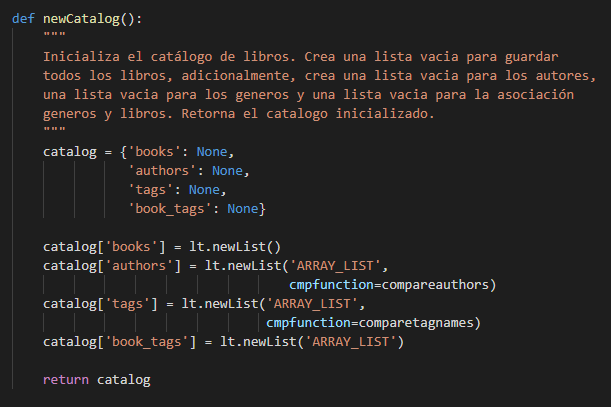 def newCatalog():
    """
    Inicializa el catálogo de libros. Crea una lista vacia para guardar
    todos los libros, adicionalmente, crea una lista vacia para los autores,
    una lista vacia para los generos y una lista vacia para la asociación
    generos y libros. Retorna el catalogo inicializado.
    """
    catalog = {'books': None,
               'authors': None,
               'tags': None,
               'book_tags': None}

    catalog['books'] = lt.newList()
    catalog['authors'] = lt.newList('ARRAY_LIST',
                                    cmpfunction=compareauthors)
    catalog['tags'] = lt.newList('ARRAY_LIST',
                                 cmpfunction=comparetagnames)
    catalog['book_tags'] = lt.newList('ARRAY_LIST')

    return catalog